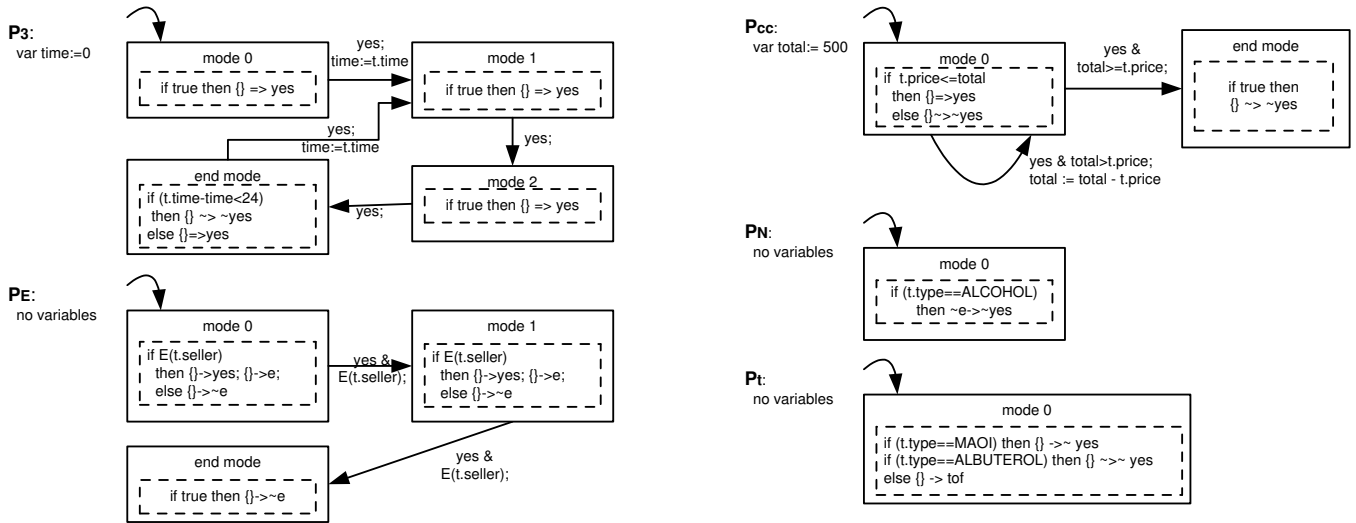 P3:
var time:=0
mode 0
if true then {} => yes
yes;
time:=t.time
mode 1
if true then {} => yes
yes;
time:=t.time
yes;
end mode
if (t.time-time<24)
then {} ~> ~yes
else {}=>yes
yes;
mode 2
if true then {} => yes
PE:
no variables
mode 0
if E(t.seller)
then {}->yes; {}->e;
else {}->~e
yes &
E(t.seller);
mode 1
if E(t.seller)
then {}->yes; {}->e;
else {}->~e
yes &
E(t.seller);
end mode
if true then {}->~e
Pcc:
var total:= 500
mode 0
if t.price<=total
then {}=>yes
else {}~>~yes
yes &
total>=t.price;
end mode
if true then
{} ~> ~yes
yes & total>t.price;
total := total - t.price
PN:
no variables
mode 0
if (t.type==ALCOHOL)
then ~e->~yes
Pt:
no variables
mode 0
if (t.type==MAOI) then {} ->~ yes
if (t.type==ALBUTEROL) then {} ~>~ yes
else {} -> tof